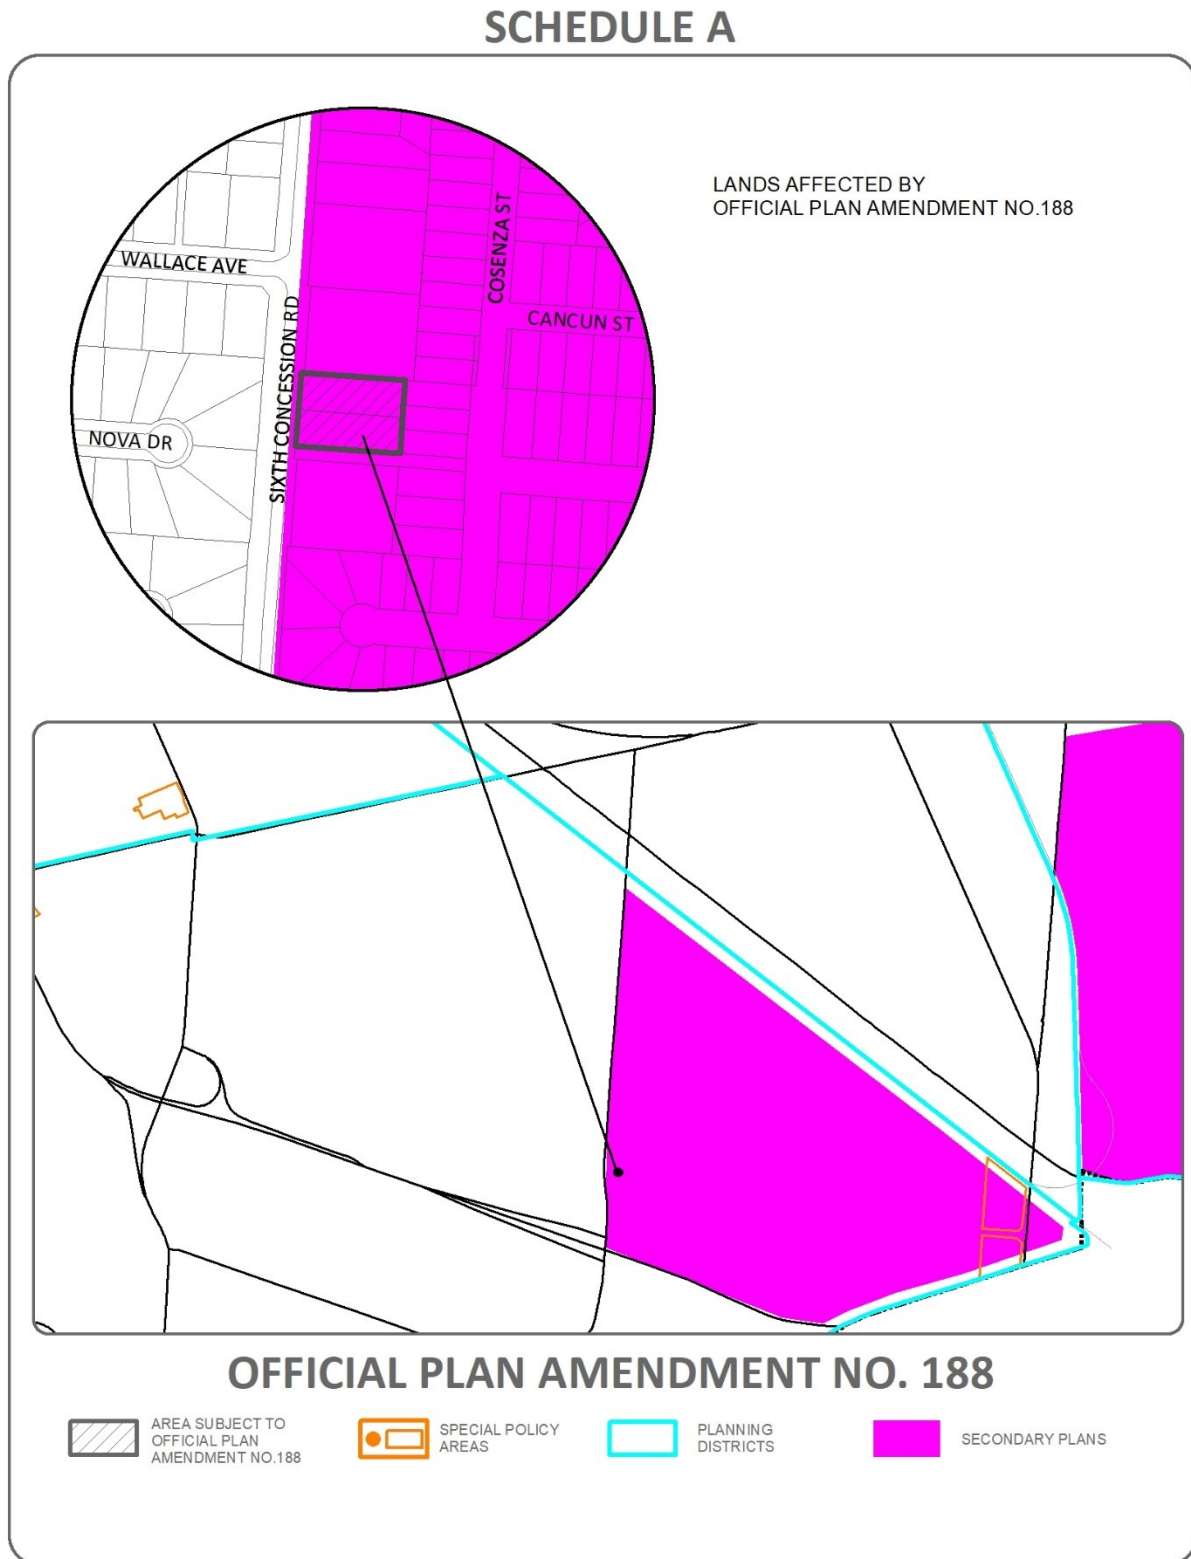 SCHEDULE A
LANDS AFFECTED BY
OFFICIAL PLAN AMENDMENT NO.188
WALLACE AVE
COSENZA ST
CANCUN ST
SIXTH CONCESSION RD
NOVA DR
OFFICIAL PLAN AMENDMENT NO. 188
AREA SUBJECT TO
OFFICIAL PLAN
AMENDMENT NO.188
SPECIAL POLICY
AREAS
PLANNING
DISTRICTS
SECONDARY PLANS